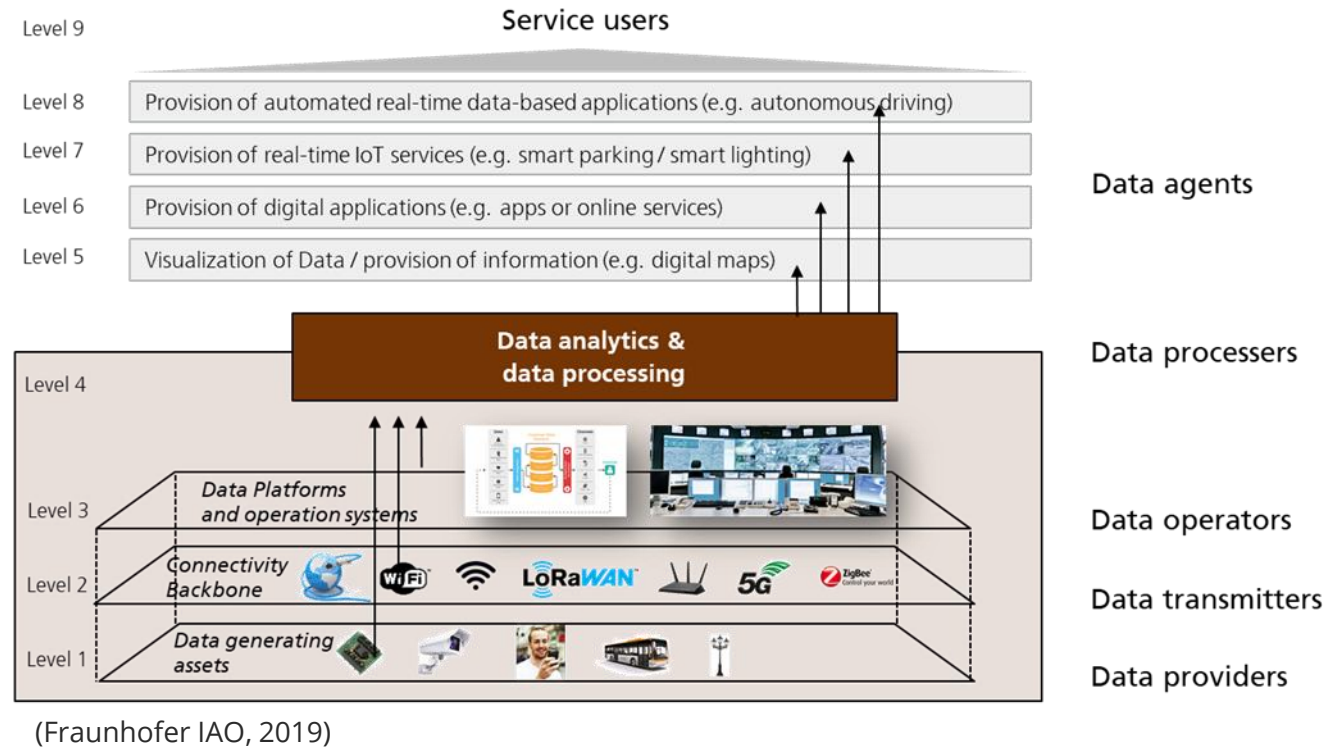 Level 9
Service users
Level 8
Provision of automated real-time data-based applications (e.g. autonomous driving)
Level 7
Provision of real-time IoT services (e.g. smart parking / smart lighting)
Data agents
Level 6
Provision of digital applications (e.g. apps or online services)
Level 5
Visualization of Data / provision of information (e.g. digital maps)
Data analytics &
data processing
Data processers
Level 4
Data Platforms
and operation systems
Level 3
Data operators
Connectivity
Backbone
Level 2
WiFi
LoRaWAN
5G
ZigBee
Control your world
Data transmitters
Data generating
assets
Level 1
Data providers
(Fraunhofer IAO, 2019)